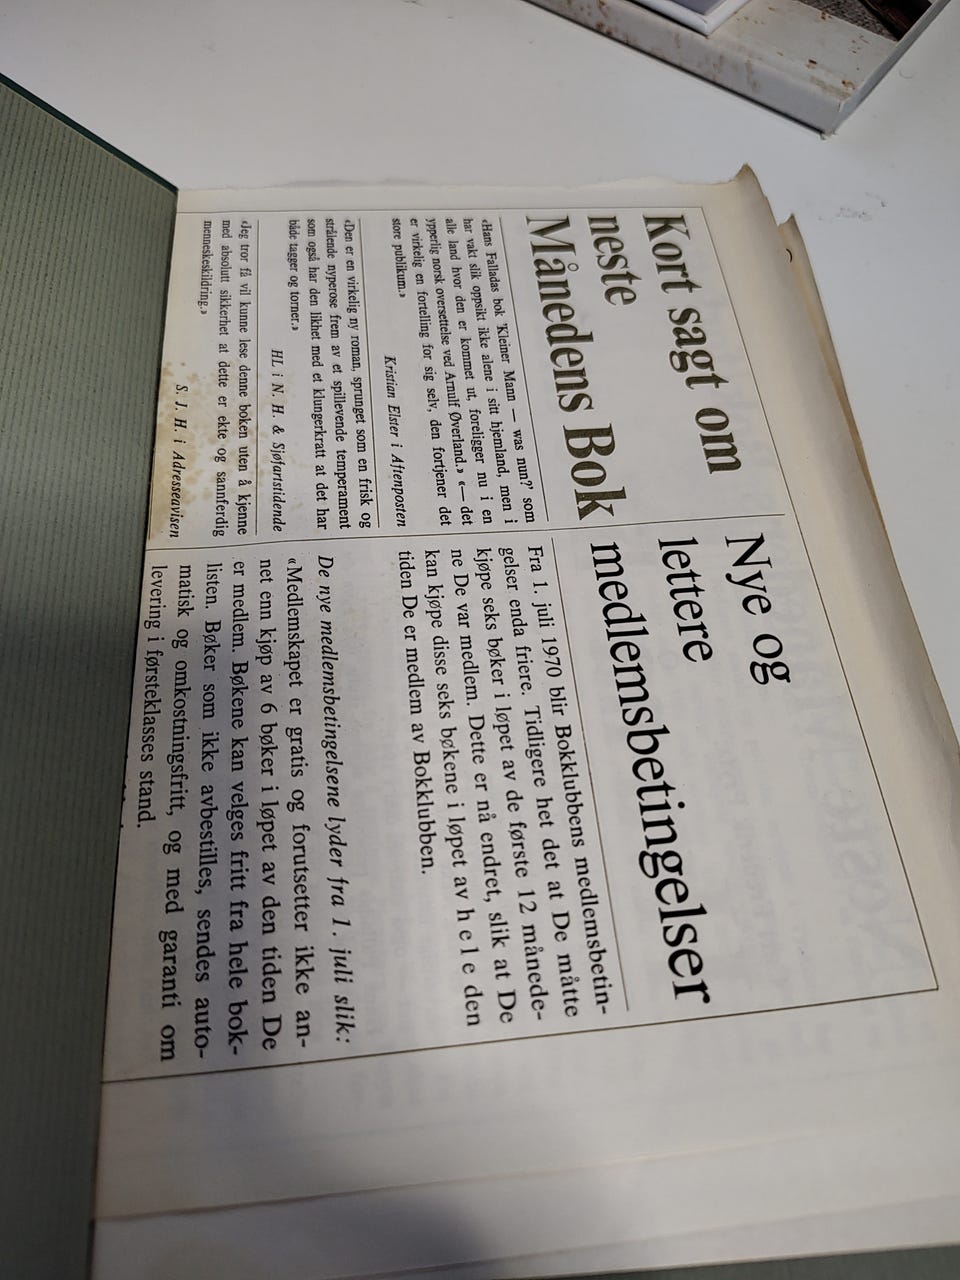 Kort sagt om
neste
Månedens Bok
«Hans Falladas bok 'Kleiner Mann — was nun?' som
har vakt slik oppsikt ikke alene i sitt hjemland, men i
alle land hvor den er kommet ut, foreligger nu i en
ypperlig norsk oversettelse ved Arnulf Øverland.» «— det
er virkelig en fortelling for sig selv, den fortjener det
store publikum.»
Kristian Elster i Aftenposten
«Den er en virkelig ny roman, sprunget som en frisk og
strålende nyperose frem av et spillevende temperament
som også har den likhet med et klungerkratt at det har
både tagger og torner.»
HL i N. H. & Sjøfartstidende
«Jeg tror få vil kunne lese denne boken uten å kjenne
med absolutt sikkerhet at dette er ekte og sannferdig
menneskeskildring.»
S. J. H. i Adresseavisen
Nye og
lettere
medlemsbetingelser
Fra 1. juli 1970 blir Bokklubbens medlemsbetin-
gelser enda friere. Tidligere het det at De måtte
kjøpe seks bøker i løpet av de første 12 månede-
ne De var medlem. Dette er nå endret, slik at De
kan kjøpe disse seks bøkene i løpet av h e l e den
tiden De er medlem av Bokklubben.
De nye medlemsbetingelsene lyder fra 1. juli slik:
«Medlemskapet er gratis og forutsetter ikke an-
net enn kjøp av 6 bøker i løpet av den tiden De
er medlem. Bøkene kan velges fritt fra hele bok-
listen. Bøker som ikke avbestilles, sendes auto-
matisk og omkostningsfritt, og med garanti om
levering i førsteklasses stand.